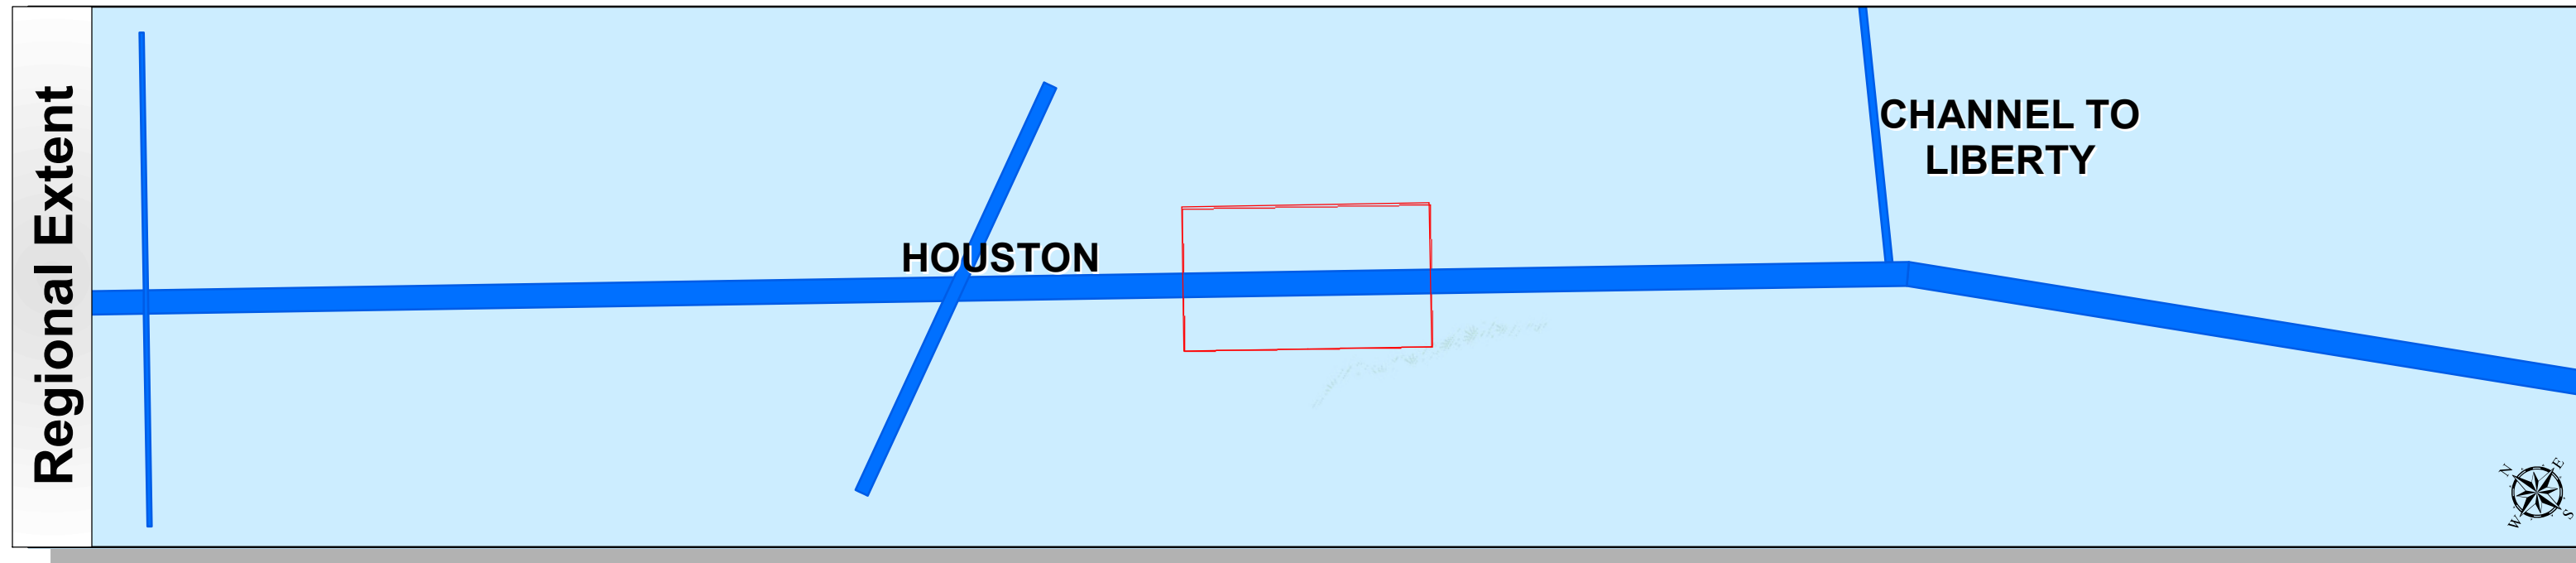 Regional Extent
CHANNEL TO
LIBERTY
HOUSTON
N
E
W
S